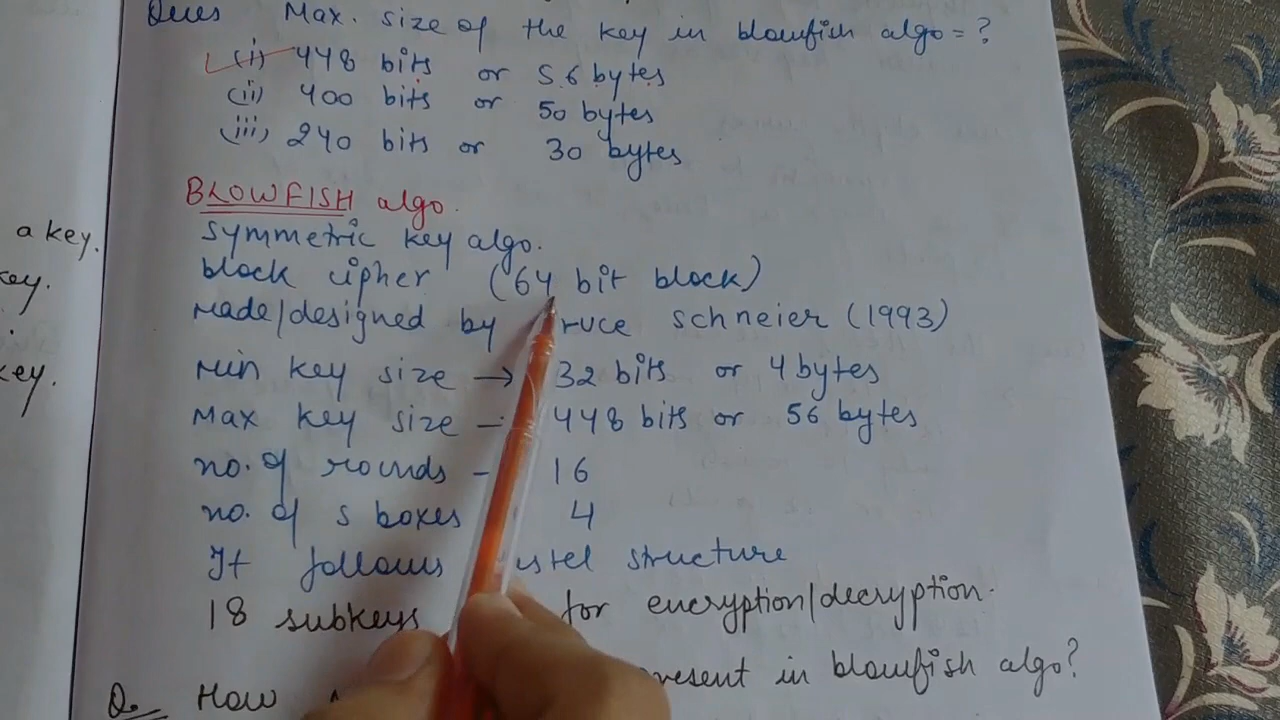 Ques Max. size of the key in blowfish algo = ?
(i) 448 bits or 56 bytes
(ii) 400 bits or 50 bytes
(iii) 240 bits or 30 bytes
BLOWFISH algo.
a key.
symmetric key algo.
key.
block cipher (64 bit block)
made/designed by ruce schneier (1993)
key.
Min key size → 32 bits or 4 bytes
Max key size - 448 bits or 56 bytes
no. of rounds - 16
no. of s boxes 4
It follows istel structure
18 subkeys for encryption/decryption.
Q. How resent in blowfish algo?